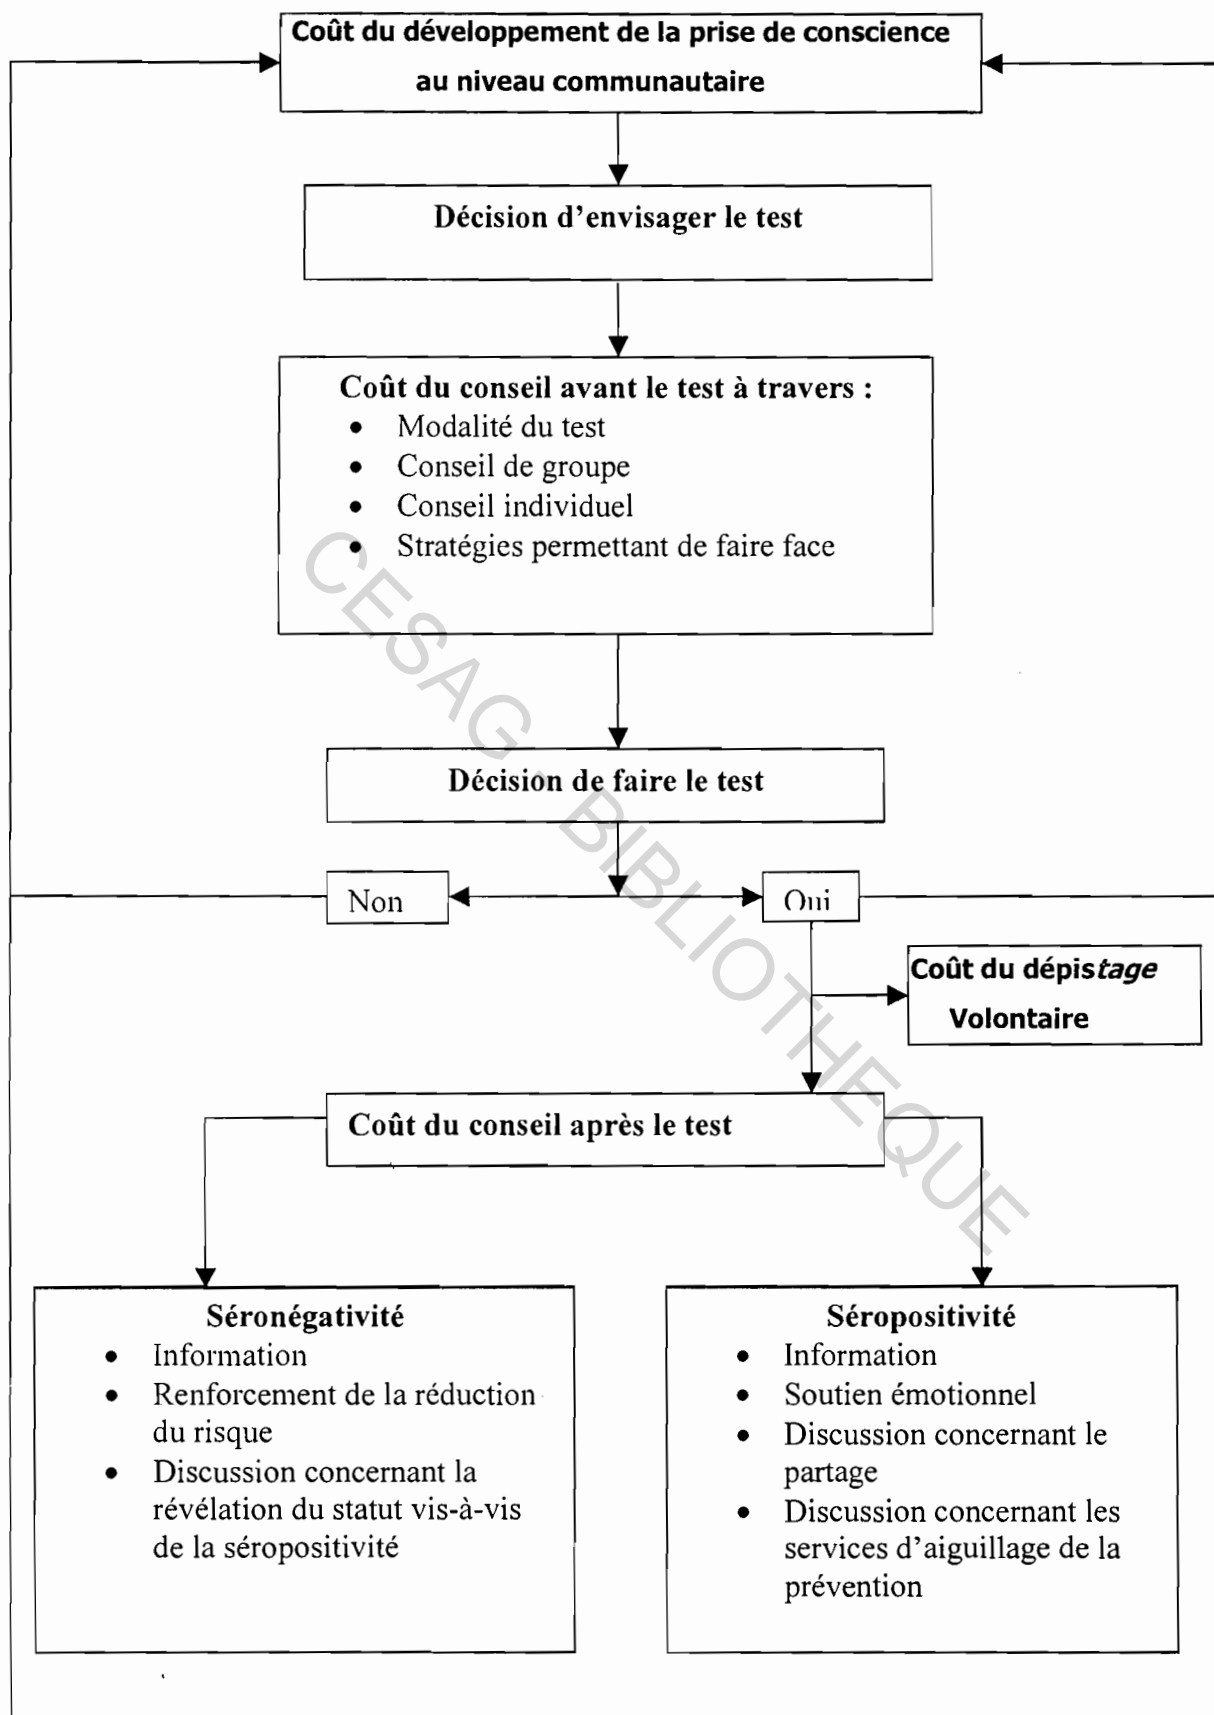 Coût du développement de la prise de conscience
au niveau communautaire
Décision d'envisager le test
Coût du conseil avant le test à travers :
• Modalité du test
• Conseil de groupe
• Conseil individuel
• Stratégies permettant de faire face
Décision de faire le test
Non
Oui
Coût du dépistage
Volontaire
Coût du conseil après le test
Séronégativité
• Information
• Renforcement de la réduction
du risque
• Discussion concernant la
révélation du statut vis-à-vis
de la séropositivité
Séropositivité
• Information
• Soutien émotionnel
• Discussion concernant le
partage
• Discussion concernant les
services d'aiguillage de la
prévention
CESAG - BIBLIOTHEQUE